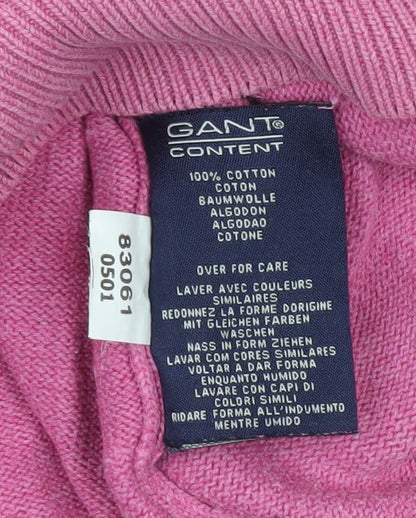 GANT®
CONTENT
100% COTTON
COTON
BAUMWOLLE
ALGODON
ALGODAO
COTONE
OVER FOR CARE
LAVER AVEC COULEURS
SIMILAIRES
REDONNEZ LA FORME DORIGINE
MIT GLEICHEN FARBEN
WASCHEN
NASS IN FORM ZIEHEN
LAVAR COM CORES SIMILARES
VOLTAR A DAR FORMA
ENQUANTO HUMIDO
LAVARE CON CAPI DI
COLORI SIMILI
RIDARE FORMA ALL'INDUMENTO
MENTRE UMIDO
83061
0501